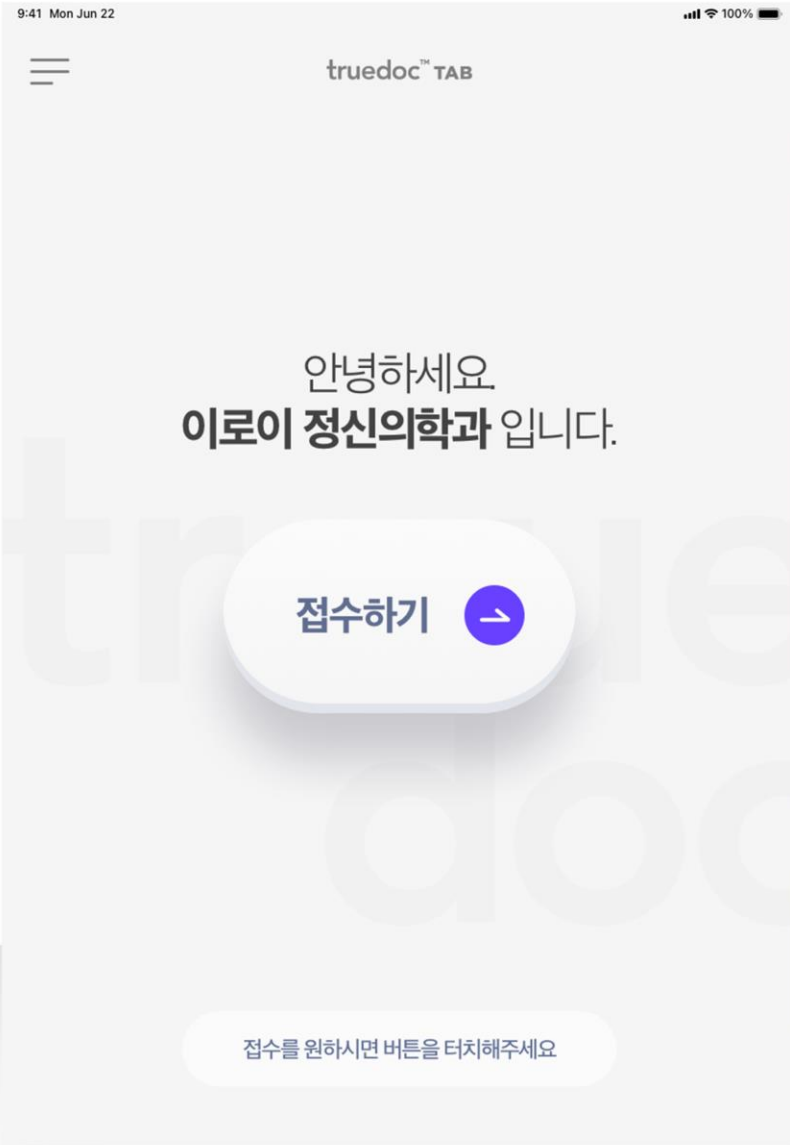 9:41 Mon Jun 22 100%
truedoc™ TAB
안녕하세요.
이로이 정신의학과 입니다.
접수하기
true
doc
접수를 원하시면 버튼을 터치해주세요